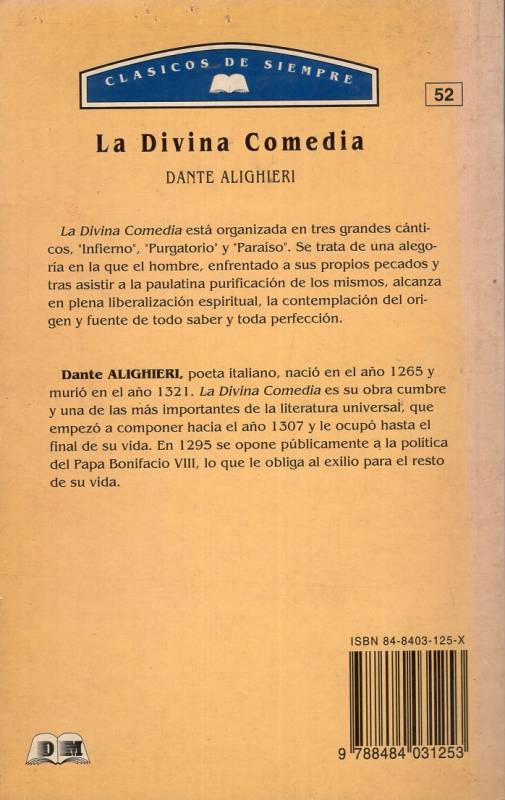 CLASICOS DE SIEMPRE
52
La Divina Comedia
DANTE ALIGHIERI
La Divina Comedia está organizada en tres grandes cánti-
cos, "Infierno", "Purgatorio" y "Paraíso". Se trata de una alego-
ría en la que el hombre, enfrentado a sus propios pecados y
tras asistir a la paulatina purificación de los mismos, alcanza
en plena liberalización espiritual, la contemplación del ori-
gen y fuente de todo saber y toda perfección.
Dante ALIGHIERI, poeta italiano, nació en el año 1265 y
murió en el año 1321. La Divina Comedia es su obra cumbre
y una de las más importantes de la literatura universal, que
empezó a componer hacia el año 1307 y le ocupó hasta el
final de su vida. En 1295 se opone públicamente a la política
del Papa Bonifacio VIII, lo que le obliga al exilio para el resto
de su vida.
ISBN 84-8403-125-X
9 788484 031253
DM